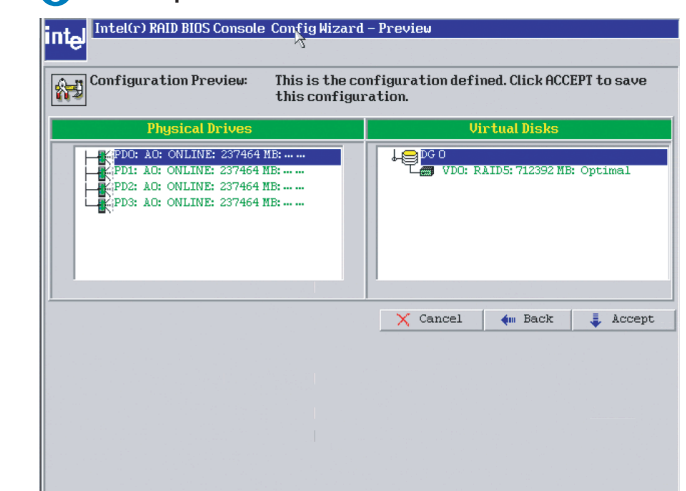 intel
Intel(r) RAID BIOS Console Config Wizard – Preview
Configuration Preview: This is the configuration defined. Click ACCEPT to save
this configuration.
Physical Drives
PD0: A0: ONLINE: 237464 MB: ... ...
PD1: A0: ONLINE: 237464 MB: ... ...
PD2: A0: ONLINE: 237464 MB: ... ...
PD3: A0: ONLINE: 237464 MB: ... ...
Virtual Disks
DG 0
VD0: RAID5: 712392 MB: Optimal
Cancel Back Accept